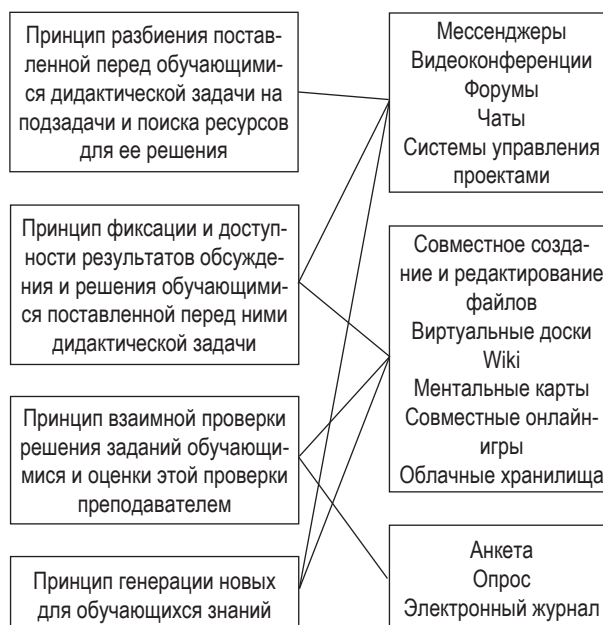 Принцип разбиения постав-
ленной перед обучающими-
ся дидактической задачи на
подзадачи и поиска ресурсов
для ее решения
Принцип фиксации и доступ-
ности результатов обсужде-
ния и решения обучающими-
ся поставленной перед ними
дидактической задачи
Принцип взаимной проверки
решения заданий обучающи-
мися и оценки этой проверки
преподавателем
Принцип генерации новых
для обучающихся знаний
Мессенджеры
Видеоконференции
Форумы
Чаты
Системы управления
проектами
Совместное созда-
ние и редактирование
файлов
Виртуальные доски
Wiki
Ментальные карты
Совместные онлайн-
игры
Облачные хранилища
Анкета
Опрос
Электронный журнал